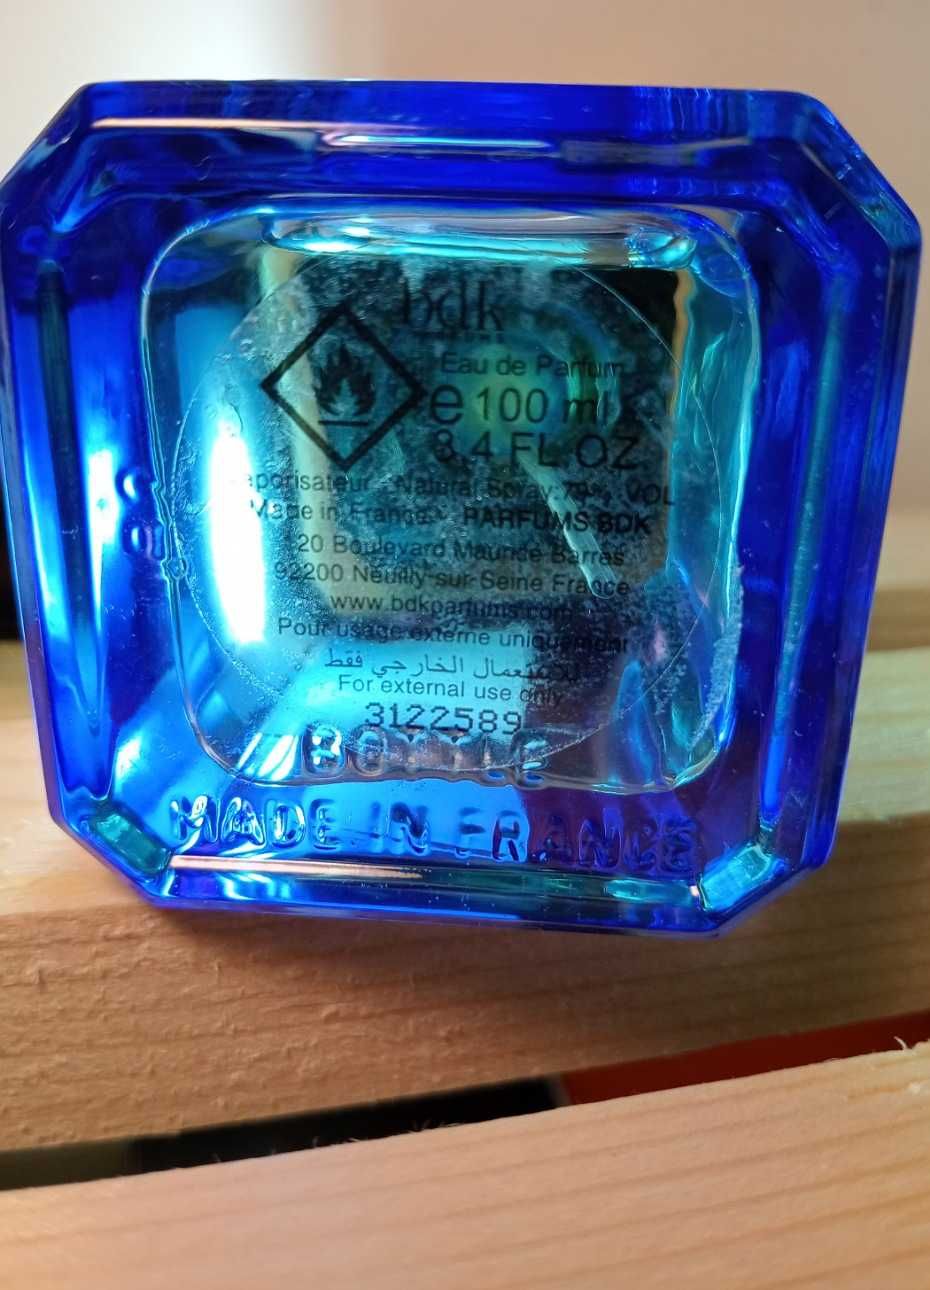 bdk
Eau de Parfum
e 100 ml
3.4 FL OZ
Vaporisateur - Natural Spray 79% VOL
Made in France - PARFUMS BDK
20 Boulevard Maurice Barrès
92200 Neuilly-sur-Seine France
www.bdkparfums.com
Pour usage externe uniquement
للاستعمال الخارجي فقط
For external use only
3122589
BOTTLE
MADE IN FRANCE